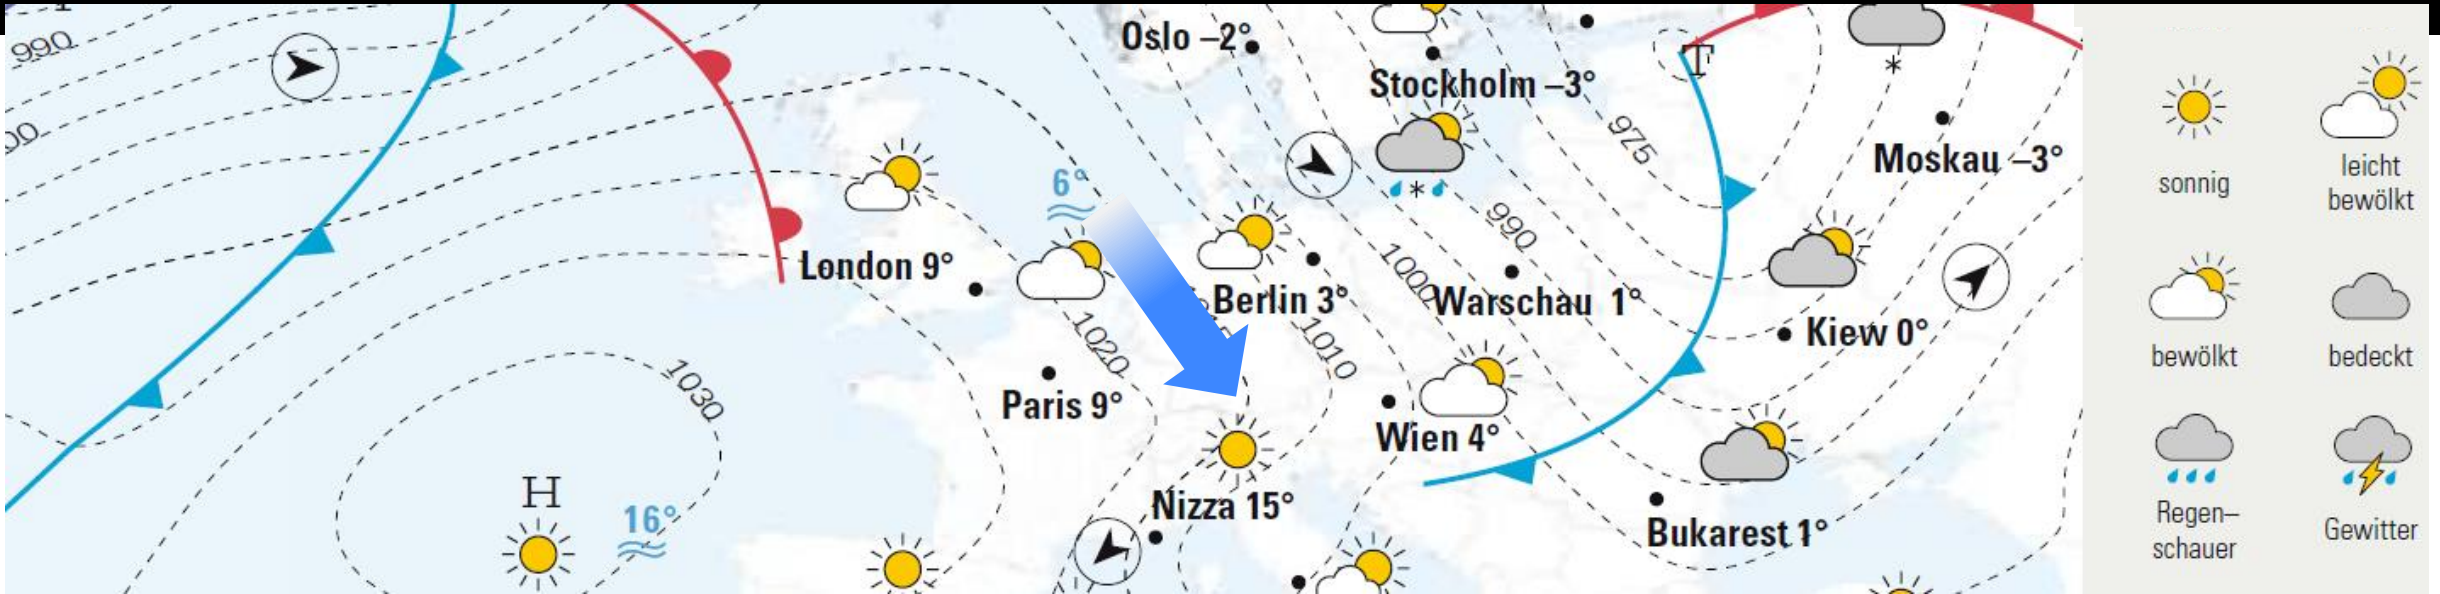 990
00
Oslo –2°
Stockholm –3°
T
975
Moskau –3°
6°
London 9°
990
1000
Berlin 3°
Warschau 1°
Kiew 0°
1020
1010
1030
Paris 9°
Wien 4°
H
16°
Nizza 15°
Bukarest 1°
sonnig
leicht
bewölkt
bewölkt
bedeckt
Regen–
schauer
Gewitter